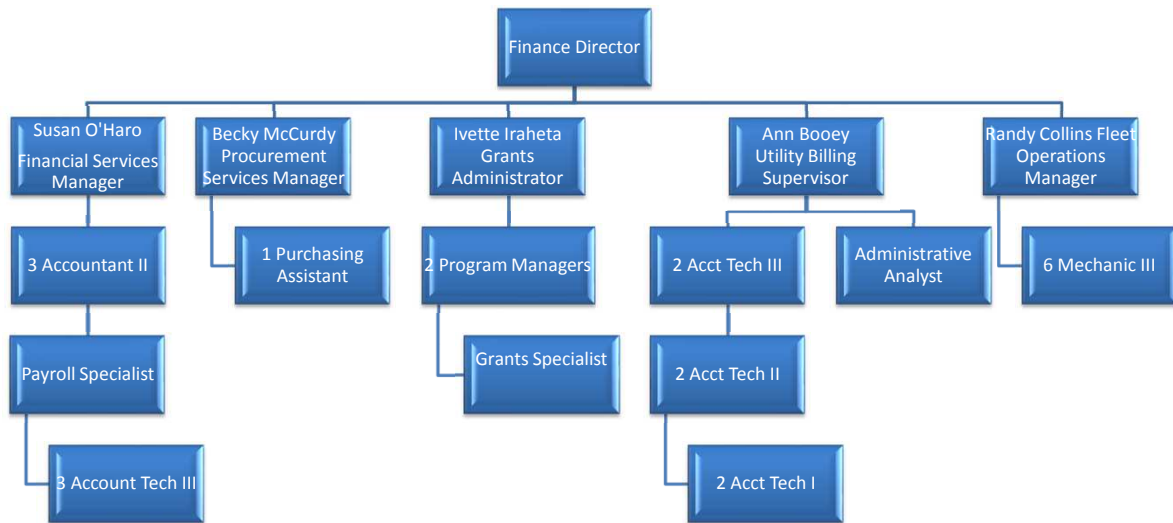 Finance Director
Susan O'Haro
Financial Services
Manager
Becky McCurdy
Procurement
Services Manager
Ivette Iraheta
Grants
Administrator
Ann Booey
Utility Billing
Supervisor
Randy Collins Fleet
Operations
Manager
3 Accountant II
1 Purchasing
Assistant
2 Program Managers
2 Acct Tech III
Administrative
Analyst
6 Mechanic III
Payroll Specialist
Grants Specialist
2 Acct Tech II
3 Account Tech III
2 Acct Tech I